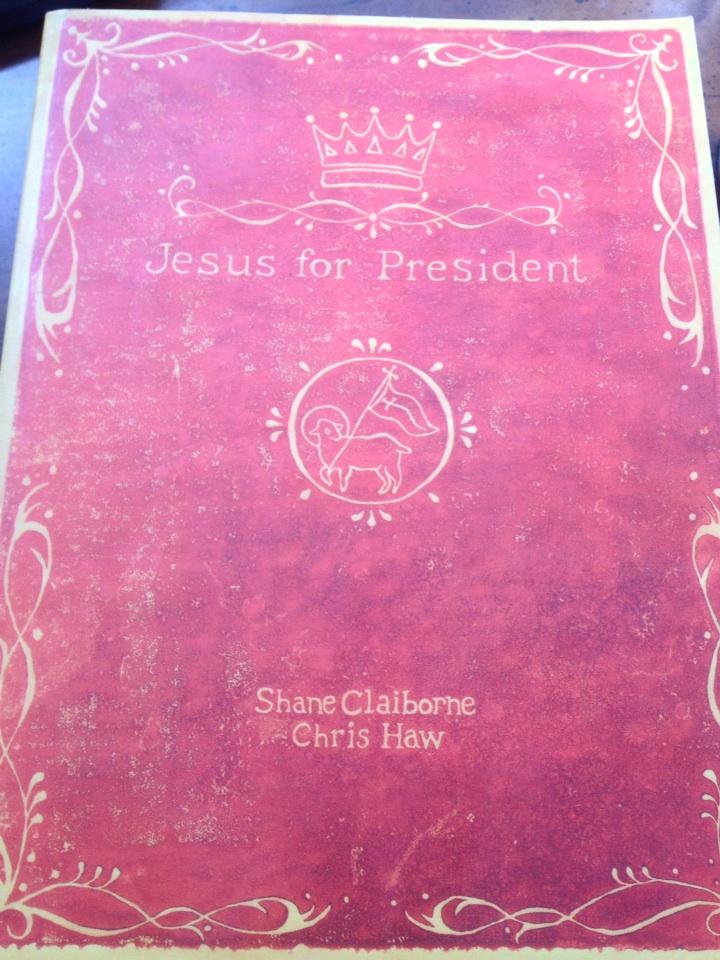 Jesus for President
Shane Claiborne
Chris Haw